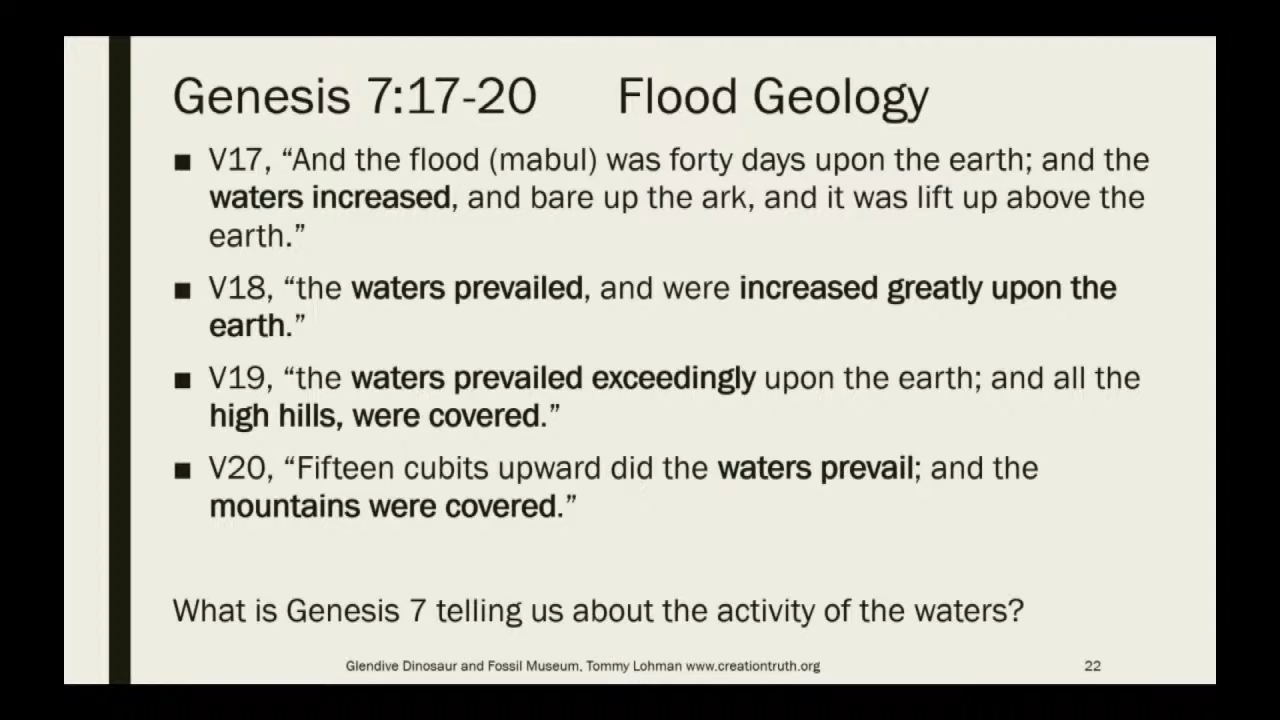 Genesis 7:17-20 Flood Geology
■ V17, “And the flood (mabul) was forty days upon the earth; and the
waters increased, and bare up the ark, and it was lift up above the
earth.”
■ V18, “the waters prevailed, and were increased greatly upon the
earth.”
■ V19, “the waters prevailed exceedingly upon the earth; and all the
high hills, were covered.”
■ V20, “Fifteen cubits upward did the waters prevail; and the
mountains were covered.”
What is Genesis 7 telling us about the activity of the waters?
Glendive Dinosaur and Fossil Museum, Tommy Lohman www.creationtruth.org 22